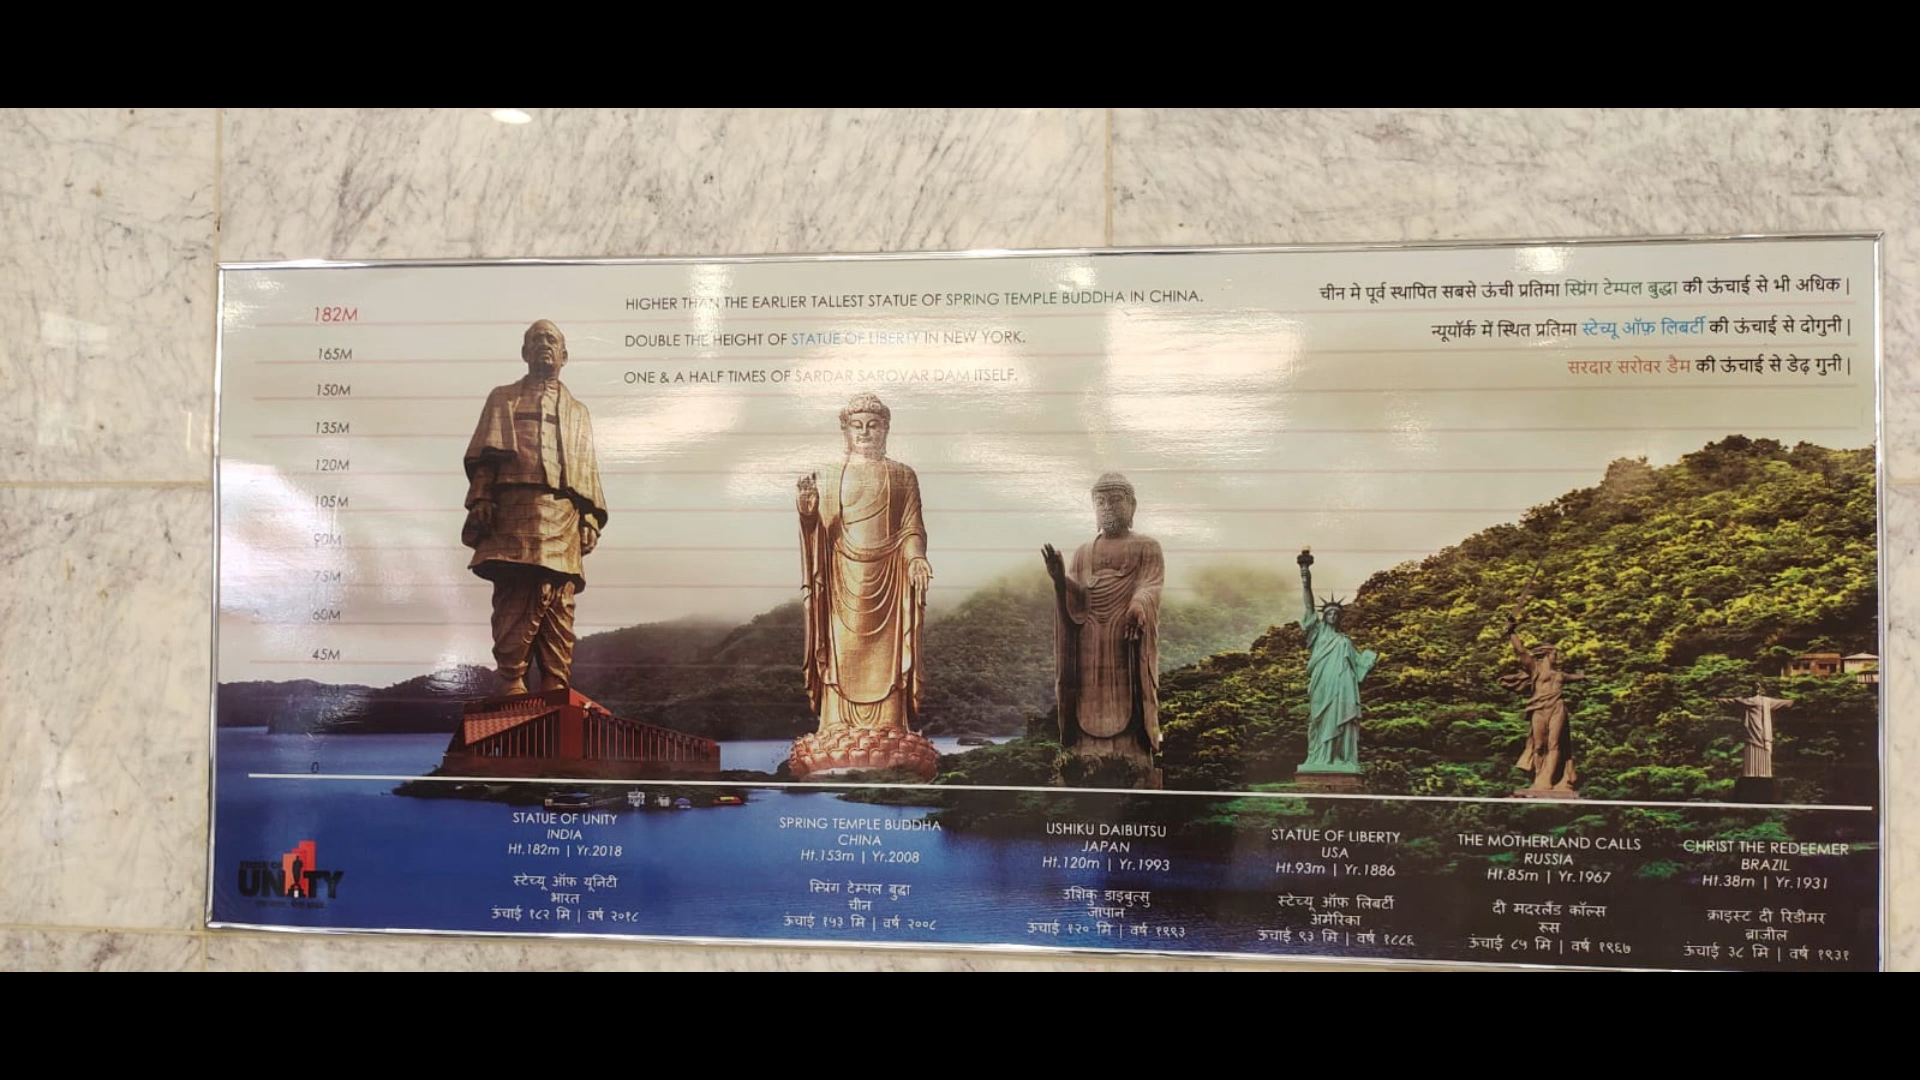 HIGHER THAN THE EARLIER TALLEST STATUE OF SPRING TEMPLE BUDDHA IN CHINA.
DOUBLE THE HEIGHT OF STATUE OF LIBERTY IN NEW YORK.
ONE & A HALF TIMES OF SARDAR SAROVAR DAM ITSELF.
चीन मे पूर्व स्थापित सबसे ऊंची प्रतिमा स्प्रिंग टेम्पल बुद्धा की ऊंचाई से भी अधिक |
न्यूयॉर्क में स्थित प्रतिमा स्टेच्यू ऑफ़ लिबर्टी की ऊंचाई से दोगुनी |
सरदार सरोवर डैम की ऊंचाई से डेढ़ गुनी |
182M
165M
150M
135M
120M
105M
90M
75M
60M
45M
0
STATUE OF UNITY
INDIA
Ht.182m | Yr.2018
स्टेच्यू ऑफ़ यूनिटी
भारत
ऊंचाई १८२ मि | वर्ष २०१८
SPRING TEMPLE BUDDHA
CHINA
Ht.153m | Yr.2008
स्प्रिंग टेम्पल बुद्धा
चीन
ऊंचाई १५३ मि | वर्ष २००८
USHIKU DAIBUTSU
JAPAN
Ht.120m | Yr.1993
उशिकु डाइबुत्सु
जापान
ऊंचाई १२० मि | वर्ष १९९३
STATUE OF LIBERTY
USA
Ht.93m | Yr.1886
स्टेच्यू ऑफ़ लिबर्टी
अमेरिका
ऊंचाई ९३ मि | वर्ष १८८६
THE MOTHERLAND CALLS
RUSSIA
Ht.85m | Yr.1967
दी मदरलैंड कॉल्स
रूस
ऊंचाई ८५ मि | वर्ष १९६७
CHRIST THE REDEEMER
BRAZIL
Ht.38m | Yr.1931
क्राइस्ट दी रिडीमर
ब्राजील
ऊंचाई ३८ मि | वर्ष १९३१
STATUE OF
UNITY